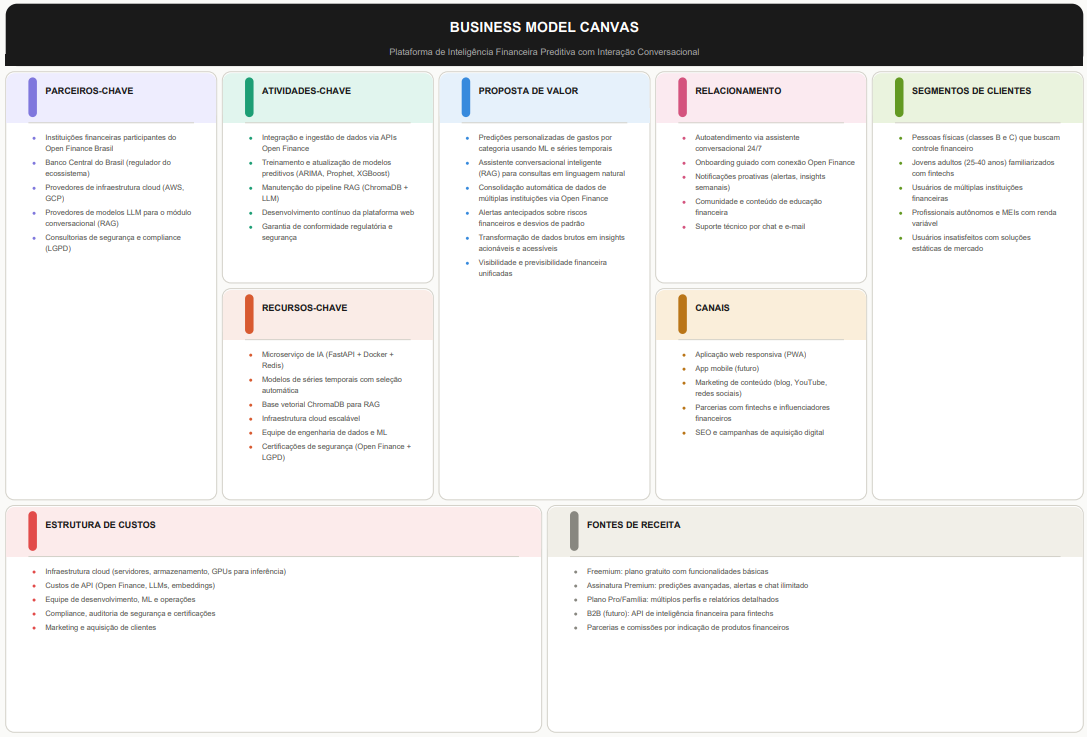 BUSINESS MODEL CANVAS
Plataforma de Inteligência Financeira Preditiva com Interação Conversacional
PARCEIROS-CHAVE
Instituições financeiras participantes do
Open Finance Brasil
Banco Central do Brasil (regulador do
ecossistema)
Provedores de infraestrutura cloud (AWS,
GCP)
Provedores de modelos LLM para o módulo
conversacional (RAG)
Consultorias de segurança e compliance
(LGPD)
ATIVIDADES-CHAVE
Integração e ingestão de dados via APIs
Open Finance
Treinamento e atualização de modelos
preditivos (ARIMA, Prophet, XGBoost)
Manutenção do pipeline RAG (ChromaDB +
LLM)
Desenvolvimento contínuo da plataforma web
Garantia de conformidade regulatória e
segurança
RECURSOS-CHAVE
Microserviço de IA (FastAPI + Docker +
Redis)
Modelos de séries temporais com seleção
automática
Base vetorial ChromaDB para RAG
Infraestrutura cloud escalável
Equipe de engenharia de dados e ML
Certificações de segurança (Open Finance +
LGPD)
PROPOSTA DE VALOR
Predições personalizadas de gastos por
categoria usando ML e séries temporais
Assistente conversacional inteligente
(RAG) para consultas em linguagem natural
Consolidação automática de dados de
múltiplas instituições via Open Finance
Alertas antecipados sobre riscos
financeiros e desvios de padrão
Transformação de dados brutos em insights
acionáveis e acessíveis
Visibilidade e previsibilidade financeira
unificadas
RELACIONAMENTO
Autoatendimento via assistente
conversacional 24/7
Onboarding guiado com conexão Open Finance
Notificações proativas (alertas, insights
semanais)
Comunidade e conteúdo de educação
financeira
Suporte técnico por chat e e-mail
CANAIS
Aplicação web responsiva (PWA)
App mobile (futuro)
Marketing de conteúdo (blog, YouTube,
redes sociais)
Parcerias com fintechs e influenciadores
financeiros
SEO e campanhas de aquisição digital
SEGMENTOS DE CLIENTES
Pessoas físicas (classes B e C) que buscam
controle financeiro
Jovens adultos (25-40 anos) familiarizados
com fintechs
Usuários de múltiplas instituições
financeiras
Profissionais autônomos e MEIs com renda
variável
Usuários insatisfeitos com soluções
estáticas de mercado
ESTRUTURA DE CUSTOS
Infraestrutura cloud (servidores, armazenamento, GPUs para inferência)
Custos de API (Open Finance, LLMs, embeddings)
Equipe de desenvolvimento, ML e operações
Compliance, auditoria de segurança e certificações
Marketing e aquisição de clientes
FONTES DE RECEITA
Freemium: plano gratuito com funcionalidades básicas
Assinatura Premium: predições avançadas, alertas e chat ilimitado
Plano Pro/Família: múltiplos perfis e relatórios detalhados
B2B (futuro): API de inteligência financeira para fintechs
Parcerias e comissões por indicação de produtos financeiros